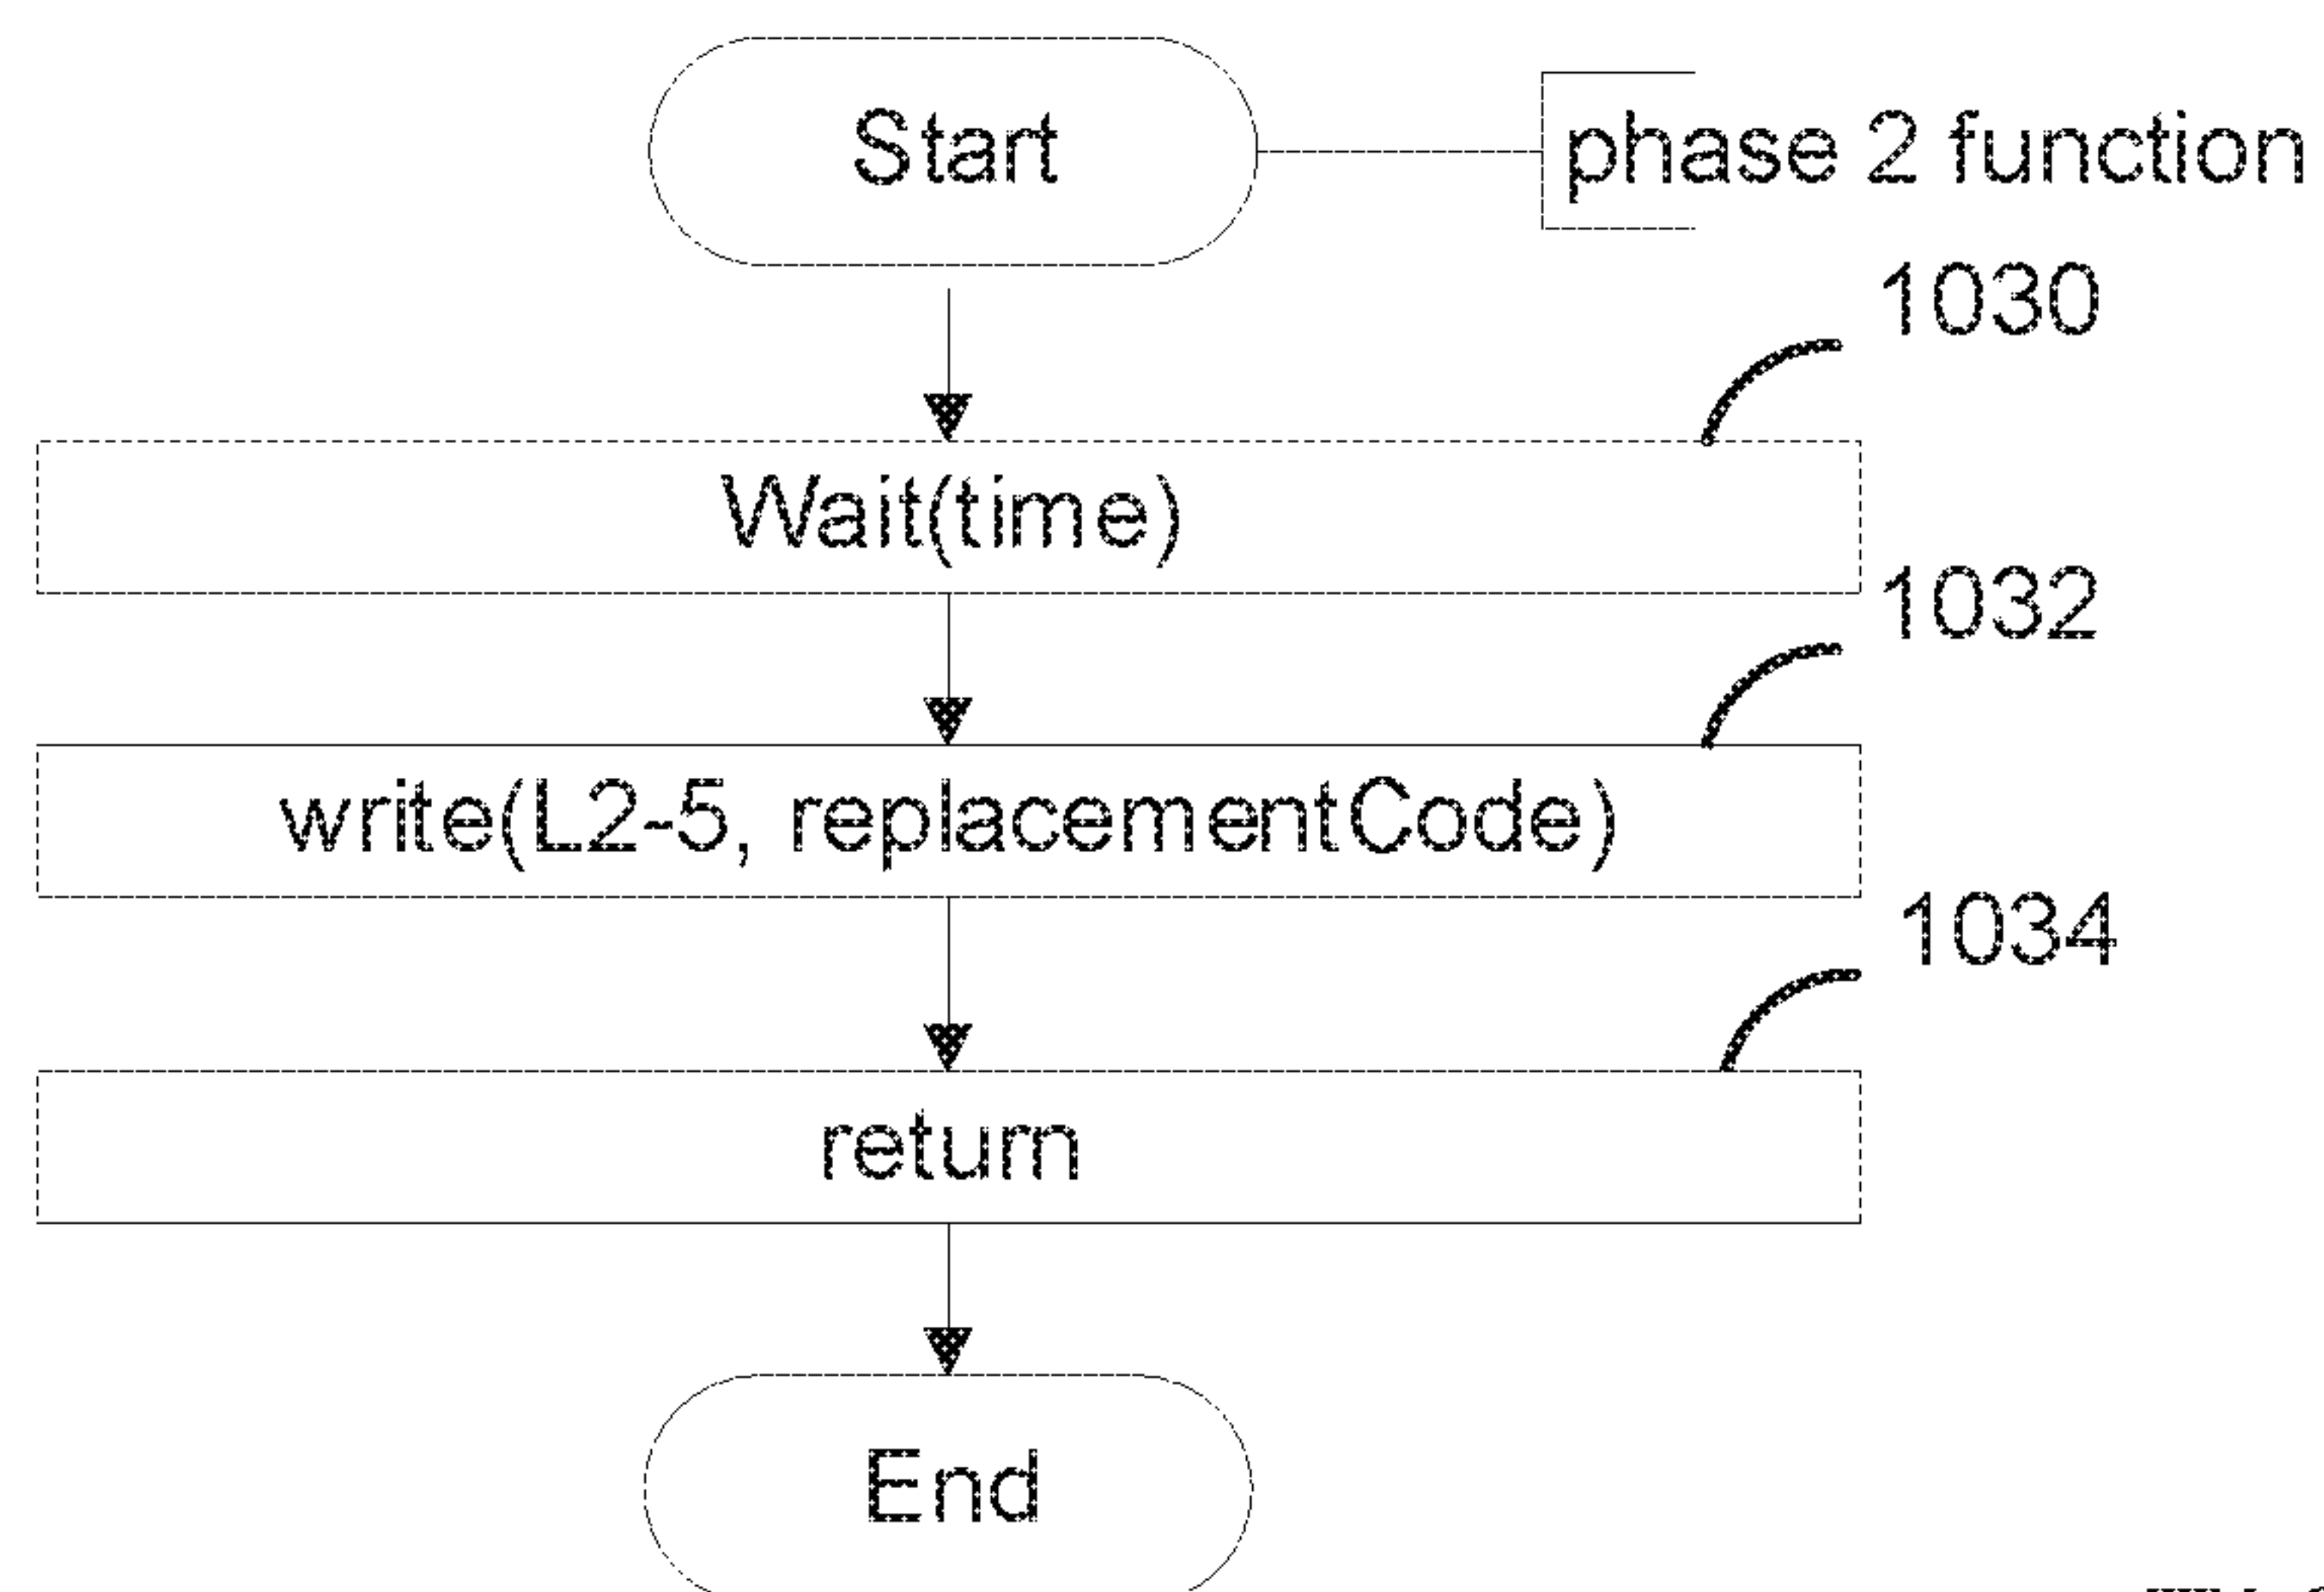 Start
phase 2 function
1030
Wait(time)
1032
write(L2-5, replacementCode)
1034
return
End